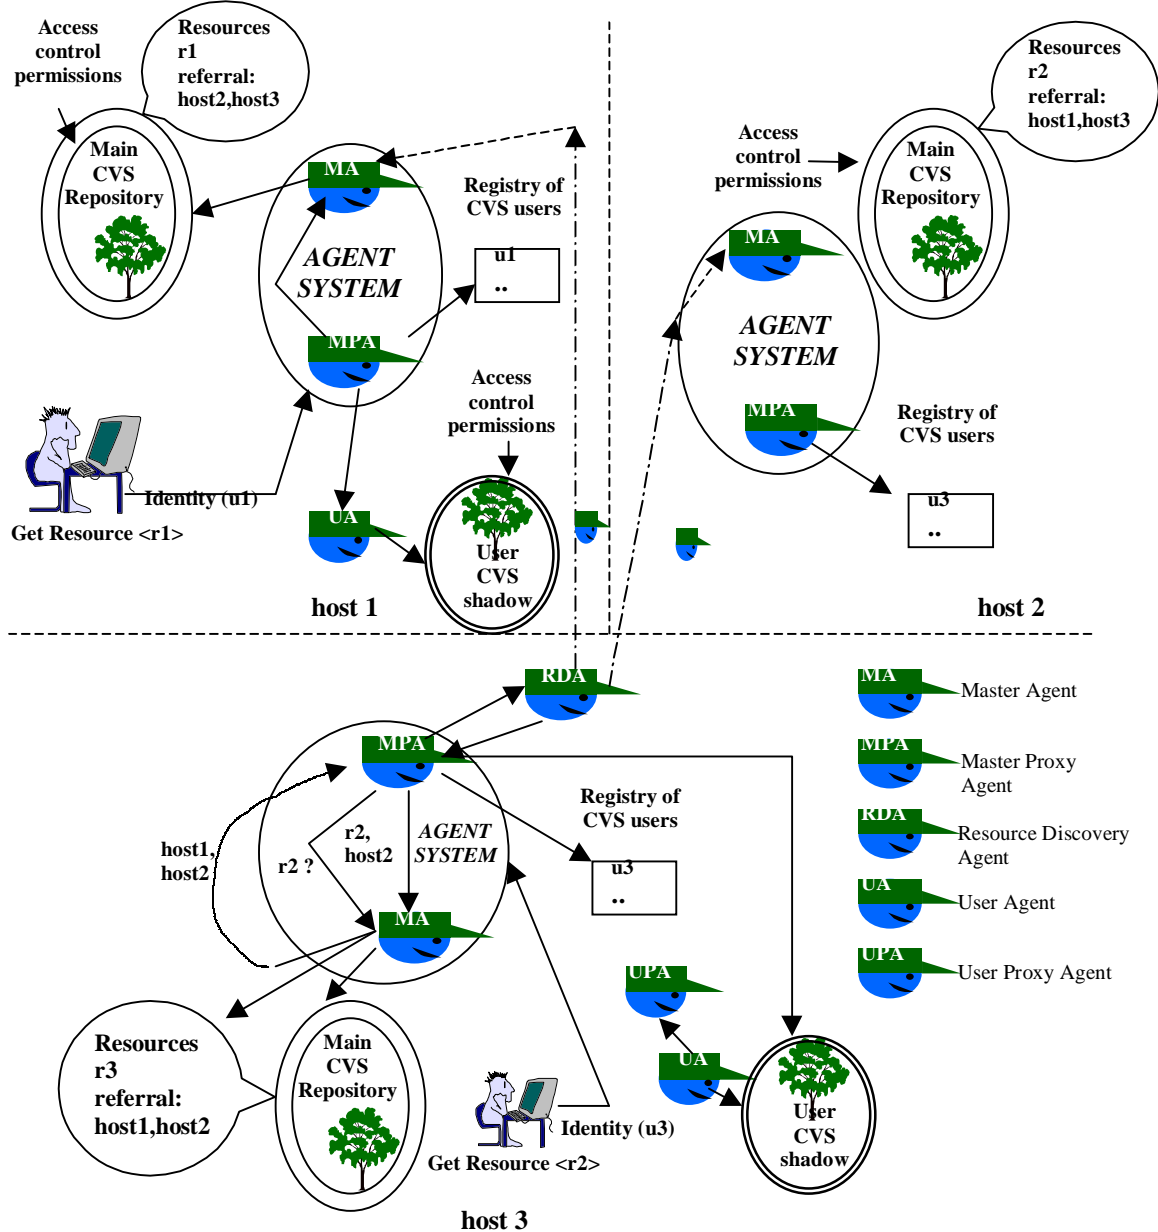 Access
control
permissions
Resources
r1
referral:
host2,host3
Main
CVS
Repository
MA
AGENT
SYSTEM
MPA
Registry of
CVS users
u1
..
Access
control
permissions
Identity (u1)
Get Resource <r1>
UA
User
CVS
shadow
host 1
Resources
r2
referral:
host1,host3
Access
control
permissions
Main
CVS
Repository
MA
AGENT
SYSTEM
MPA
Registry of
CVS users
u3
..
host 2
RDA
MPA
host1,
host2
r2 ?
r2,
host2
AGENT
SYSTEM
MA
Registry of
CVS users
u3
..
Resources
r3
referral:
host1,host2
Main
CVS
Repository
Identity (u3)
Get Resource <r2>
UPA
UA
User
CVS
shadow
host 3
MA
Master Agent
MPA
Master Proxy
Agent
RDA
Resource Discovery
Agent
UA
User Agent
UPA
User Proxy Agent